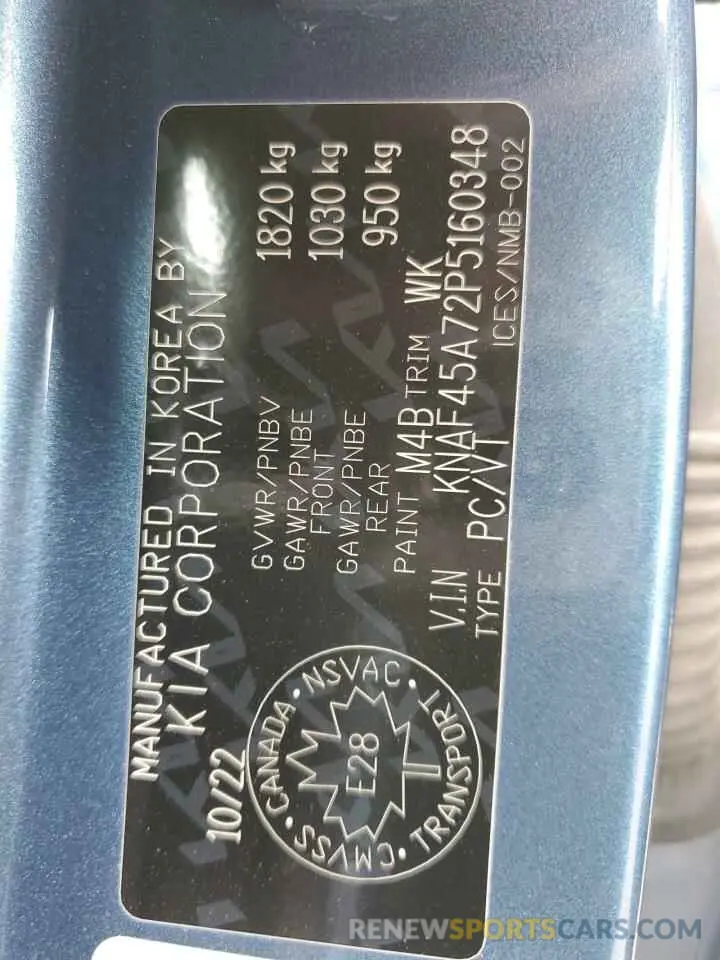 MANUFACTURED IN KOREA BY
KIA CORPORATION
10/22
GVWR/PNBV 1820 kg
GAWR/PNBE 1030 kg
FRONT
GAWR/PNBE 950 kg
REAR
PAINT M4B TRIM WK
V.I.N KNAF45A72P5160348
TYPE PC/VT
ICES/NMB-002
CANADA · NSVAC · TRANSPORT · CMVSS ·
E28
RENEWSPORTSCARS.COM